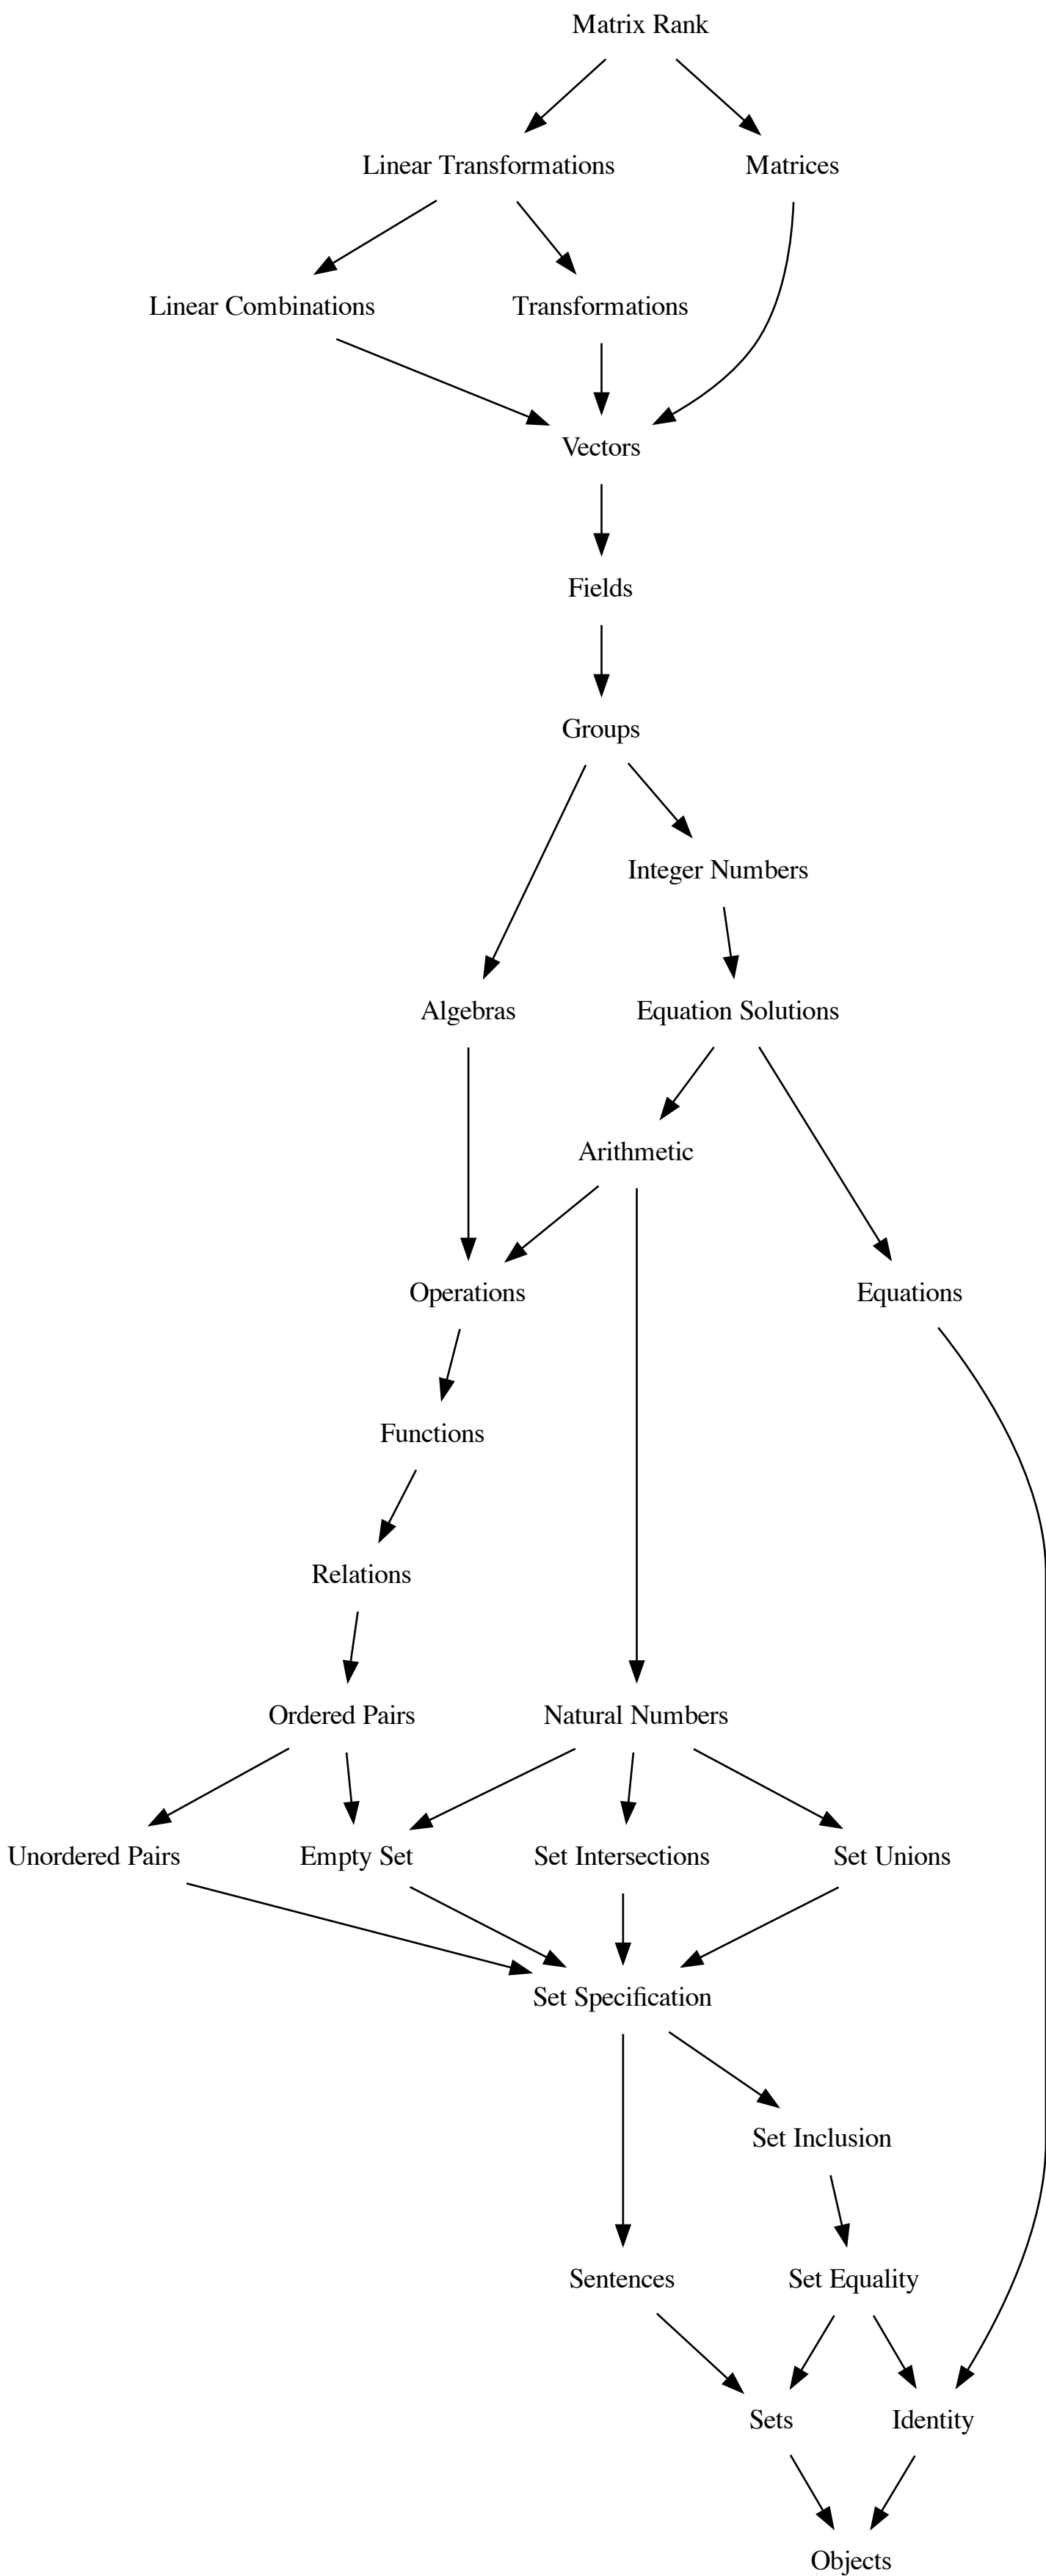 Matrix Rank
Linear Transformations
Matrices
Linear Combinations
Transformations
Vectors
Fields
Groups
Integer Numbers
Algebras
Equation Solutions
Arithmetic
Operations
Equations
Functions
Relations
Ordered Pairs
Natural Numbers
Unordered Pairs
Empty Set
Set Intersections
Set Unions
Set Specification
Set Inclusion
Sentences
Set Equality
Sets
Identity
Objects